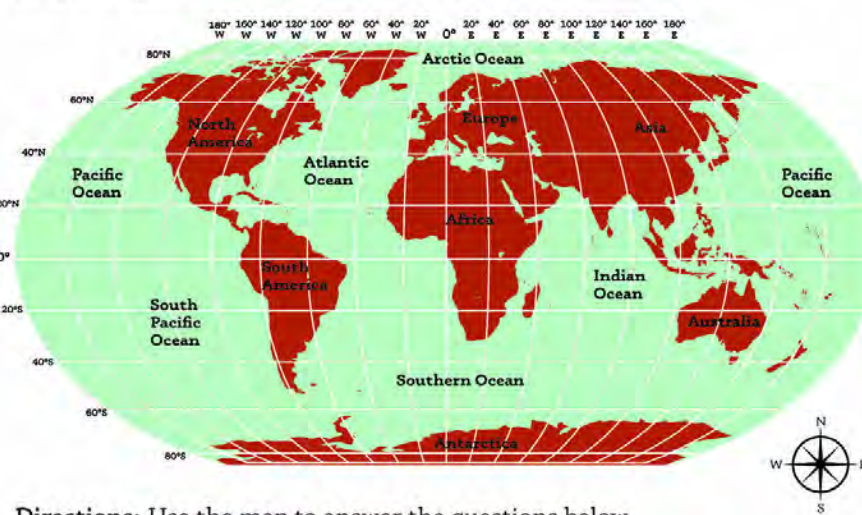 180° 160° 140° 120° 80° 60° 40° 20° 0° 20° 40° 60° 80° 100° 120° 140° 160° 180°
W W W W W W W W E E E E E E E E E
80°N
Arctic Ocean
60°N
North
America
Europe
Asia
40°N
Atlantic
Ocean
Pacific
Ocean
Pacific
Ocean
Africa
South
America
Indian
Ocean
20°S
South
Pacific
Ocean
Australia
40°S
Southern Ocean
60°S
Antarctica
80°S
N
W
S
Directions: Use the map to answer the questions below